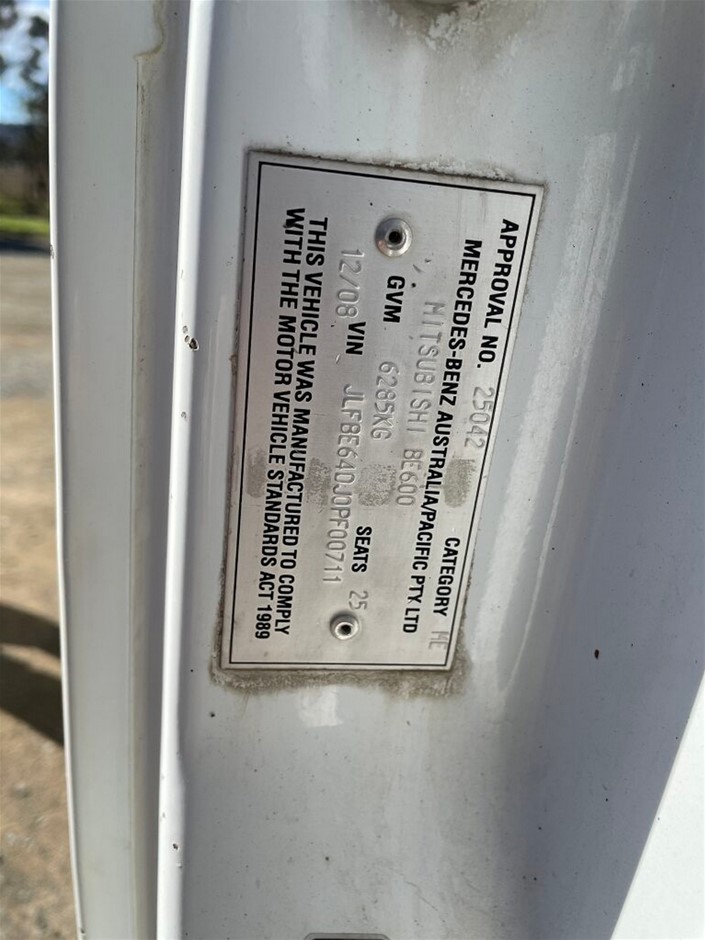 APPROVAL NO. 25042 CATEGORY ME
MERCEDES-BENZ AUSTRALIA/PACIFIC PTY. LTD
MITSUBISHI BE600
GVM 6285KG SEATS 25
12/08 VIN JLFBE640J0PF00711
THIS VEHICLE WAS MANUFACTURED TO COMPLY
WITH THE MOTOR VEHICLE STANDARDS ACT 1989